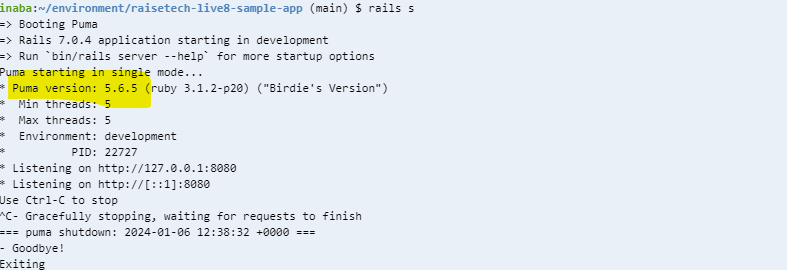 inaba:~/environment/raisetech-live8-sample-app (main) $ rails s
=> Booting Puma
=> Rails 7.0.4 application starting in development
=> Run `bin/rails server --help` for more startup options
Puma starting in single mode...
* Puma version: 5.6.5 (ruby 3.1.2-p20) ("Birdie's Version")
*  Min threads: 5
*  Max threads: 5
*  Environment: development
*          PID: 22727
* Listening on http://127.0.0.1:8080
* Listening on http://[::1]:8080
Use Ctrl-C to stop
^C- Gracefully stopping, waiting for requests to finish
=== puma shutdown: 2024-01-06 12:38:32 +0000 ===
- Goodbye!
Exiting